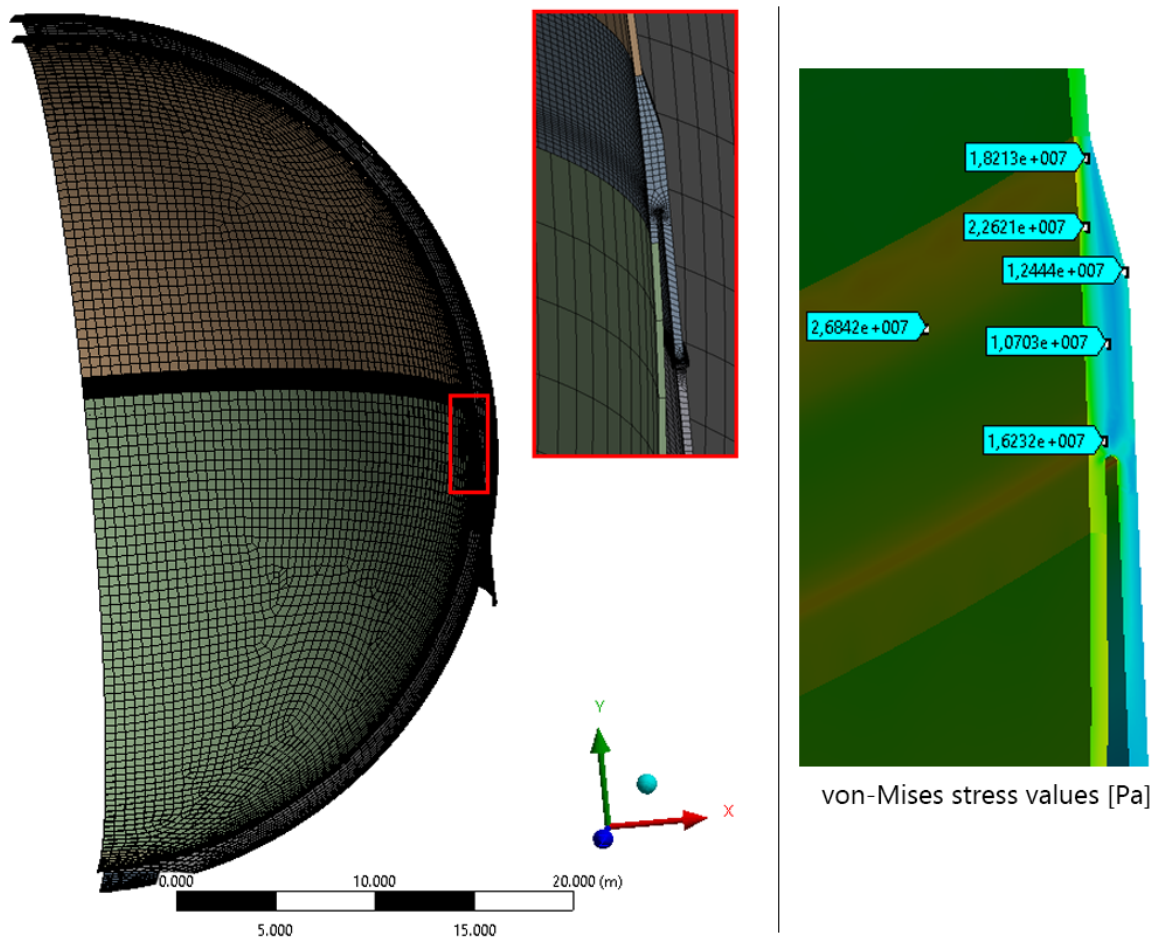 1,8213e+007
2,2621e+007
1,2444e+007
2,6842e+007
1,0703e+007
1,6232e+007
von-Mises stress values [Pa]
Y
X
0.000 10.000 20.000 (m)
5.000 15.000